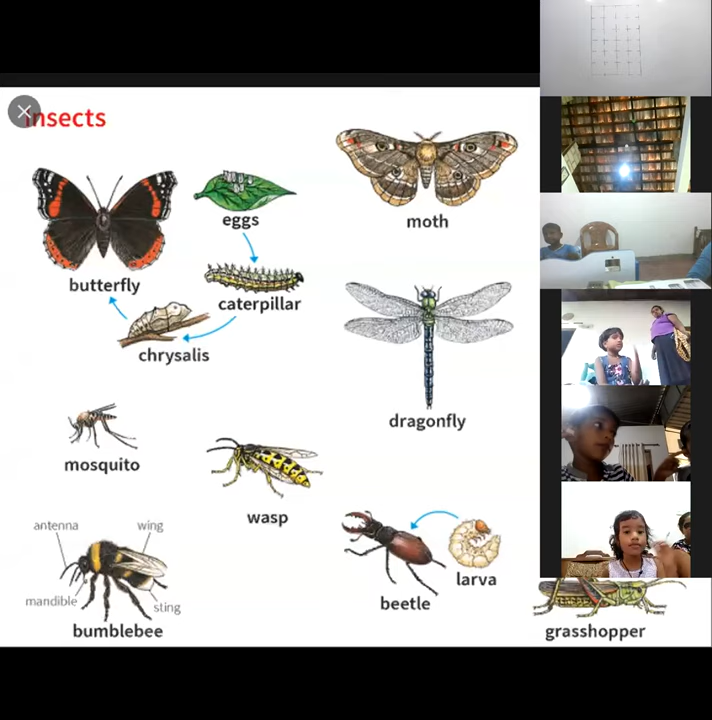 insects
butterfly
eggs
caterpillar
chrysalis
moth
dragonfly
mosquito
wasp
antenna
wing
mandible
sting
bumblebee
beetle
larva
grasshopper